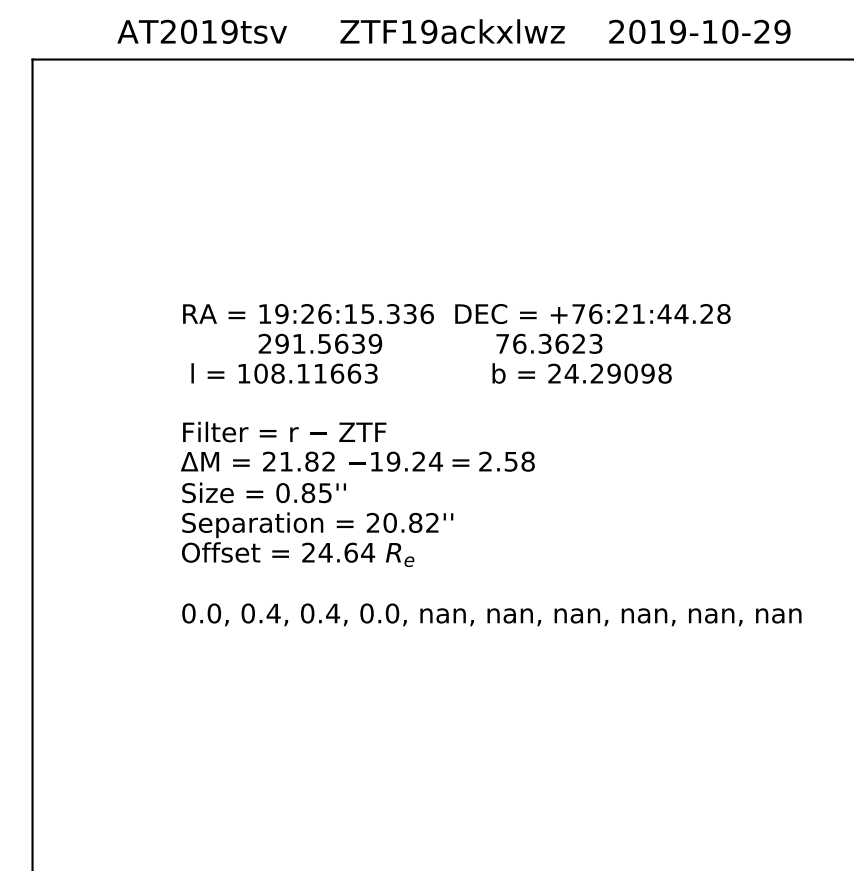 AT2019tsv ZTF19ackxlwz 2019-10-29
RA = 19:26:15.336 DEC = +76:21:44.28
291.5639 76.3623
l = 108.11663 b = 24.29098
Filter = r − ZTF
ΔM = 21.82 −19.24 = 2.58
Size = 0.85''
Separation = 20.82''
Offset = 24.64 Rₑ
0.0, 0.4, 0.4, 0.0, nan, nan, nan, nan, nan, nan